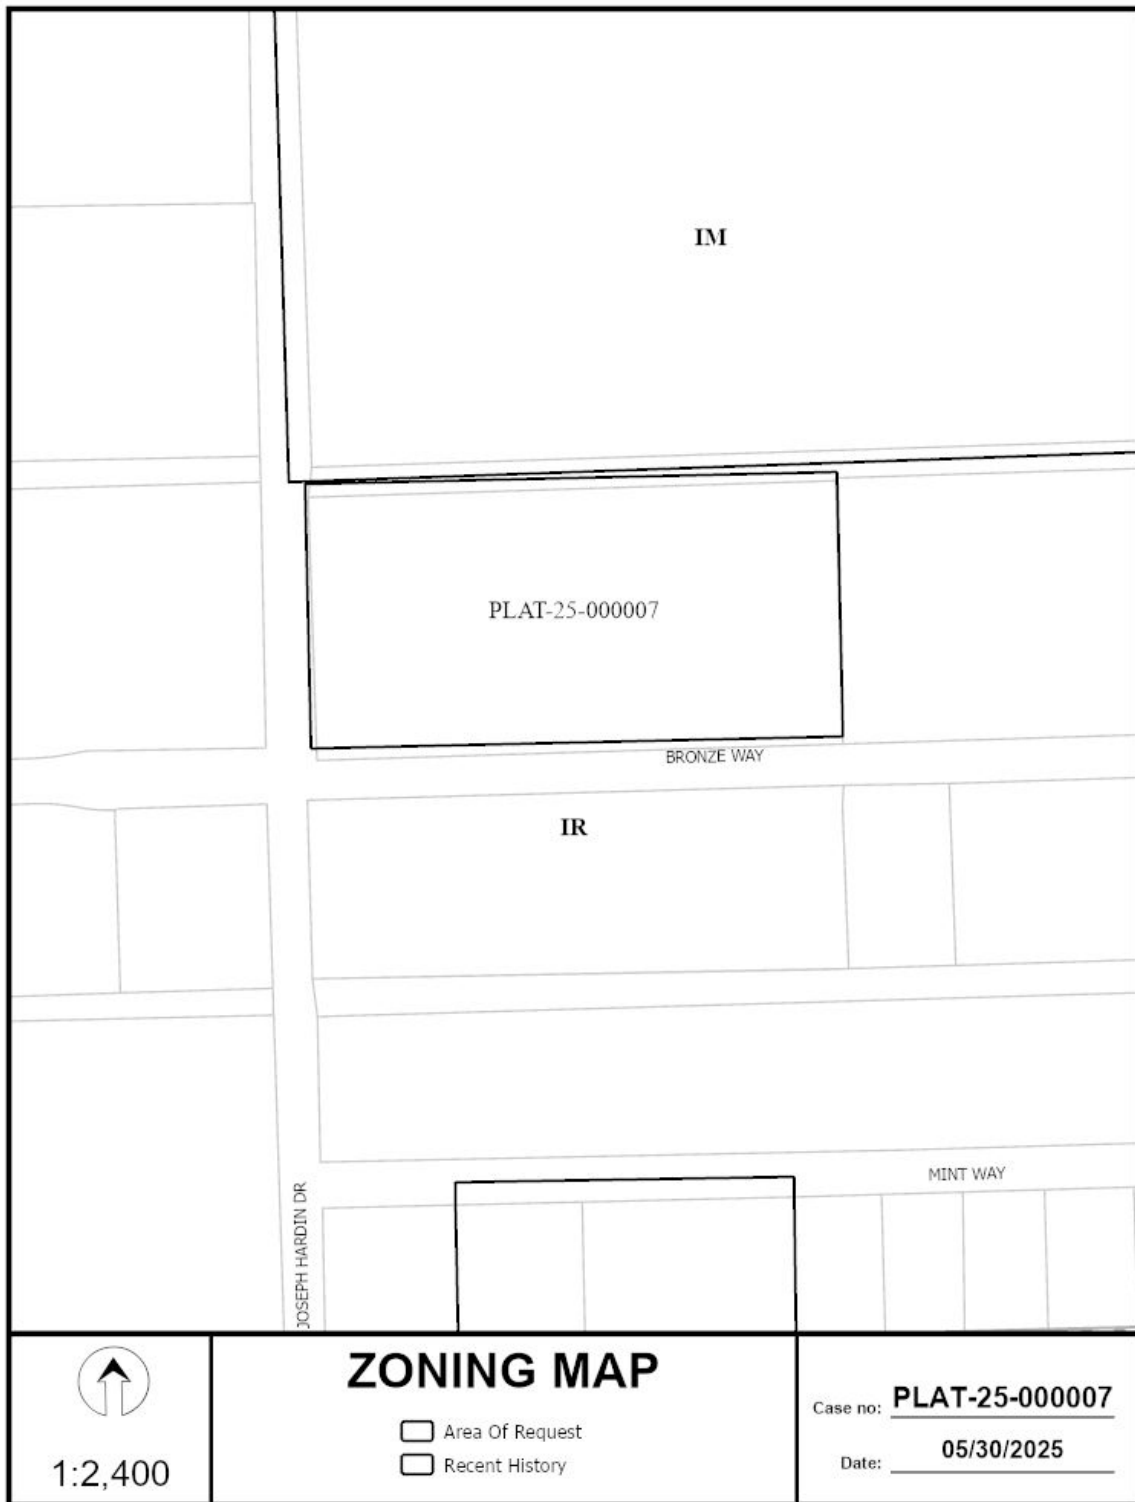 IM
PLAT-25-000007
BRONZE WAY
IR
MINT WAY
JOSEPH HARDIN DR
1:2,400
ZONING MAP
Area Of Request
Recent History
Case no: PLAT-25-000007
Date: 05/30/2025